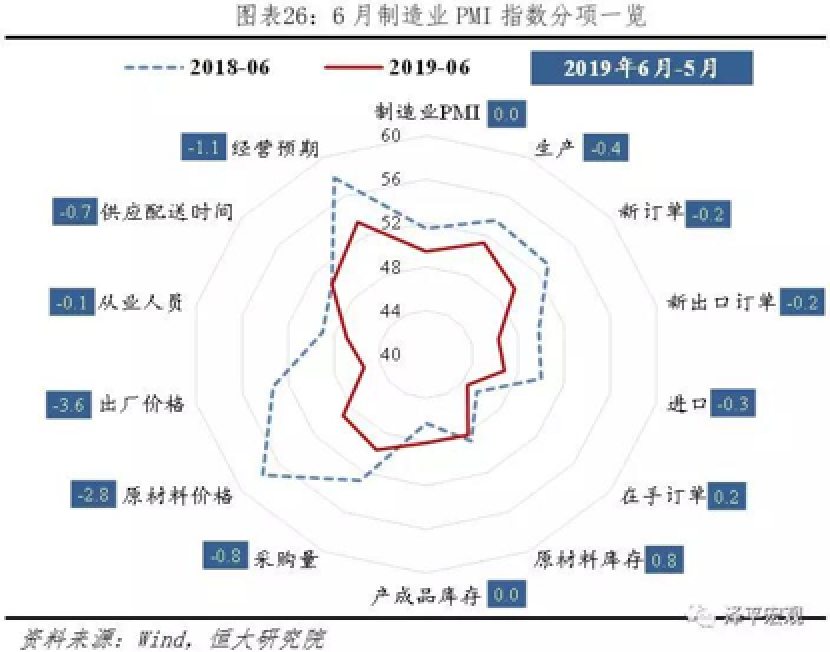 图表26：6月制造业 PMI 指数分项一览
2018-06 2019-06 2019年6月-5月
制造业PMI 0.0
60
-1.1 经营预期 生产 -0.4
56
-0.7 供应配送时间 52 新订单 -0.2
48
-0.1 从业人员 44 新出口订单 -0.2
40
-3.6 出厂价格 进口 -0.3
-2.8 原材料价格 在手订单 0.2
-0.8 采购量 原材料库存 0.8
产成品库存 0.0
泽平宏观
资料来源：Wind，恒大研究院